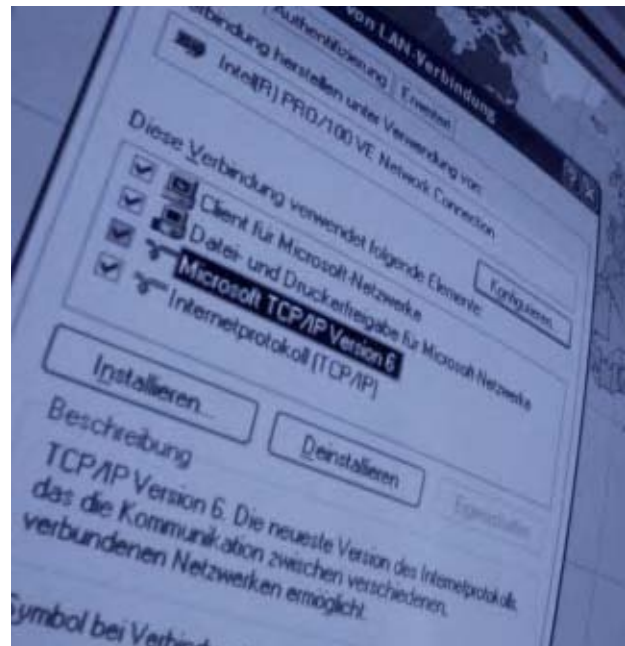 von LAN-Verbindung
Authentifizierung Erweitert
Verbindung herstellen unter Verwendung von:
Intel(R) PRO/100 VE Network Connection
Konfigurieren...
Diese Verbindung verwendet folgende Elemente:
Client für Microsoft-Netzwerke
Datei- und Druckerfreigabe für Microsoft-Netzwerke
Microsoft TCP/IP Version 6
Internetprotokoll (TCP/IP)
Installieren... Deinstallieren Eigenschaften
Beschreibung
TCP/IP Version 6. Die neueste Version des Internetprotokolls,
das die Kommunikation zwischen verschiedenen,
verbundenen Netzwerken ermöglicht.
Symbol bei